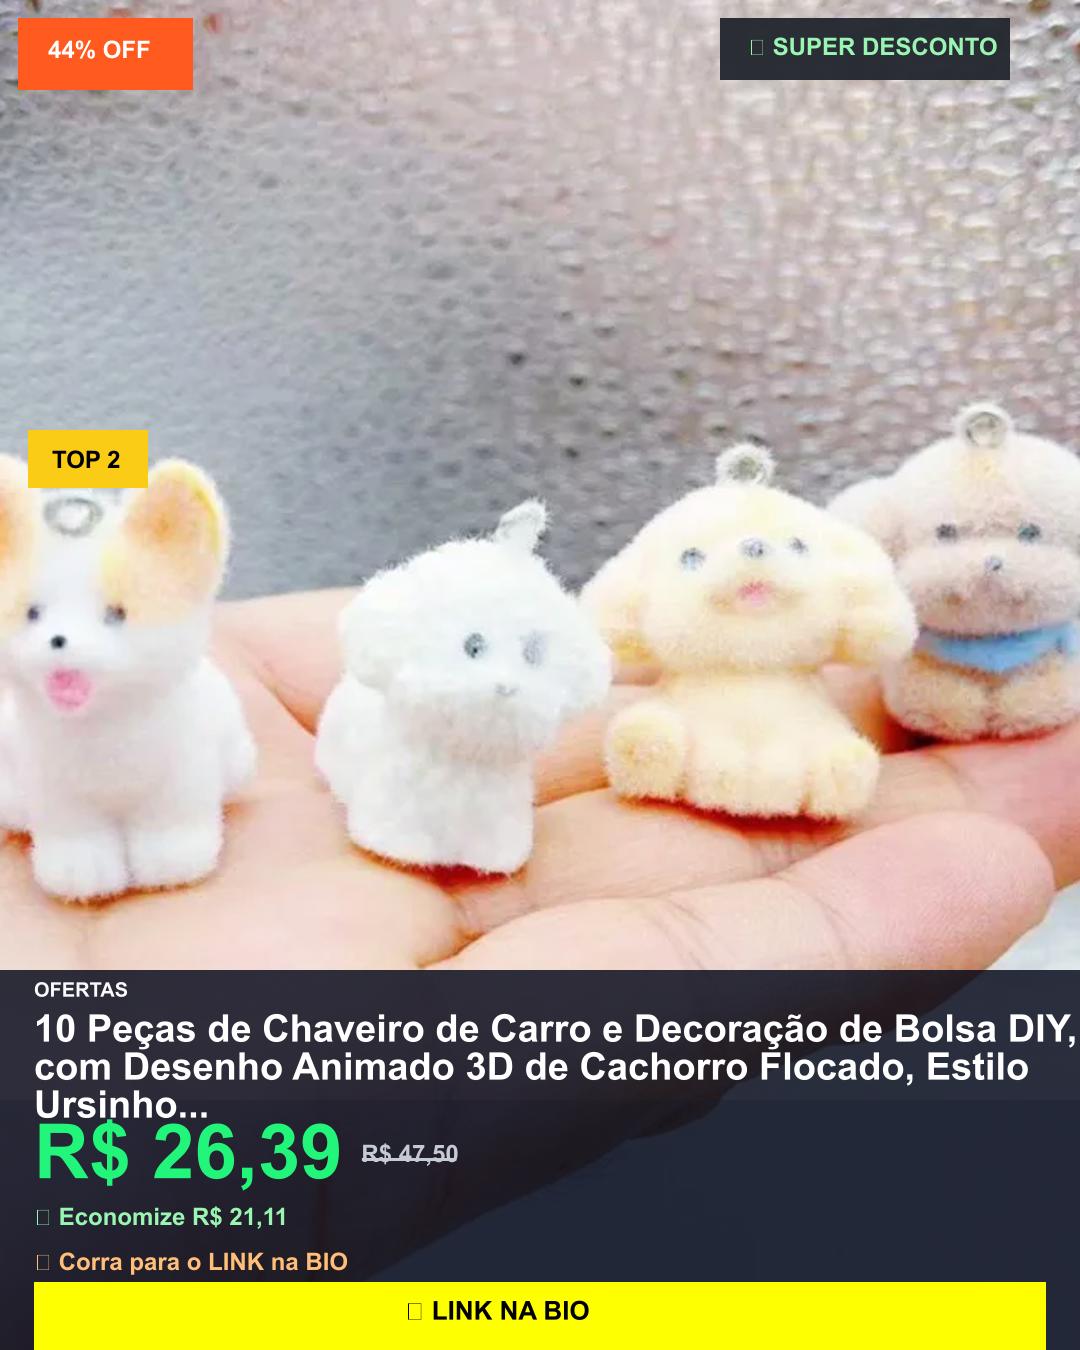 44% OFF
SUPER DESCONTO
TOP 2
OFERTAS
10 Peças de Chaveiro de Carro e Decoração de Bolsa DIY,
com Desenho Animado 3D de Cachorro Flocado, Estilo
Ursinho...
R$ 26,39 R$ 47,50
Economize R$ 21,11
Corra para o LINK na BIO
LINK NA BIO